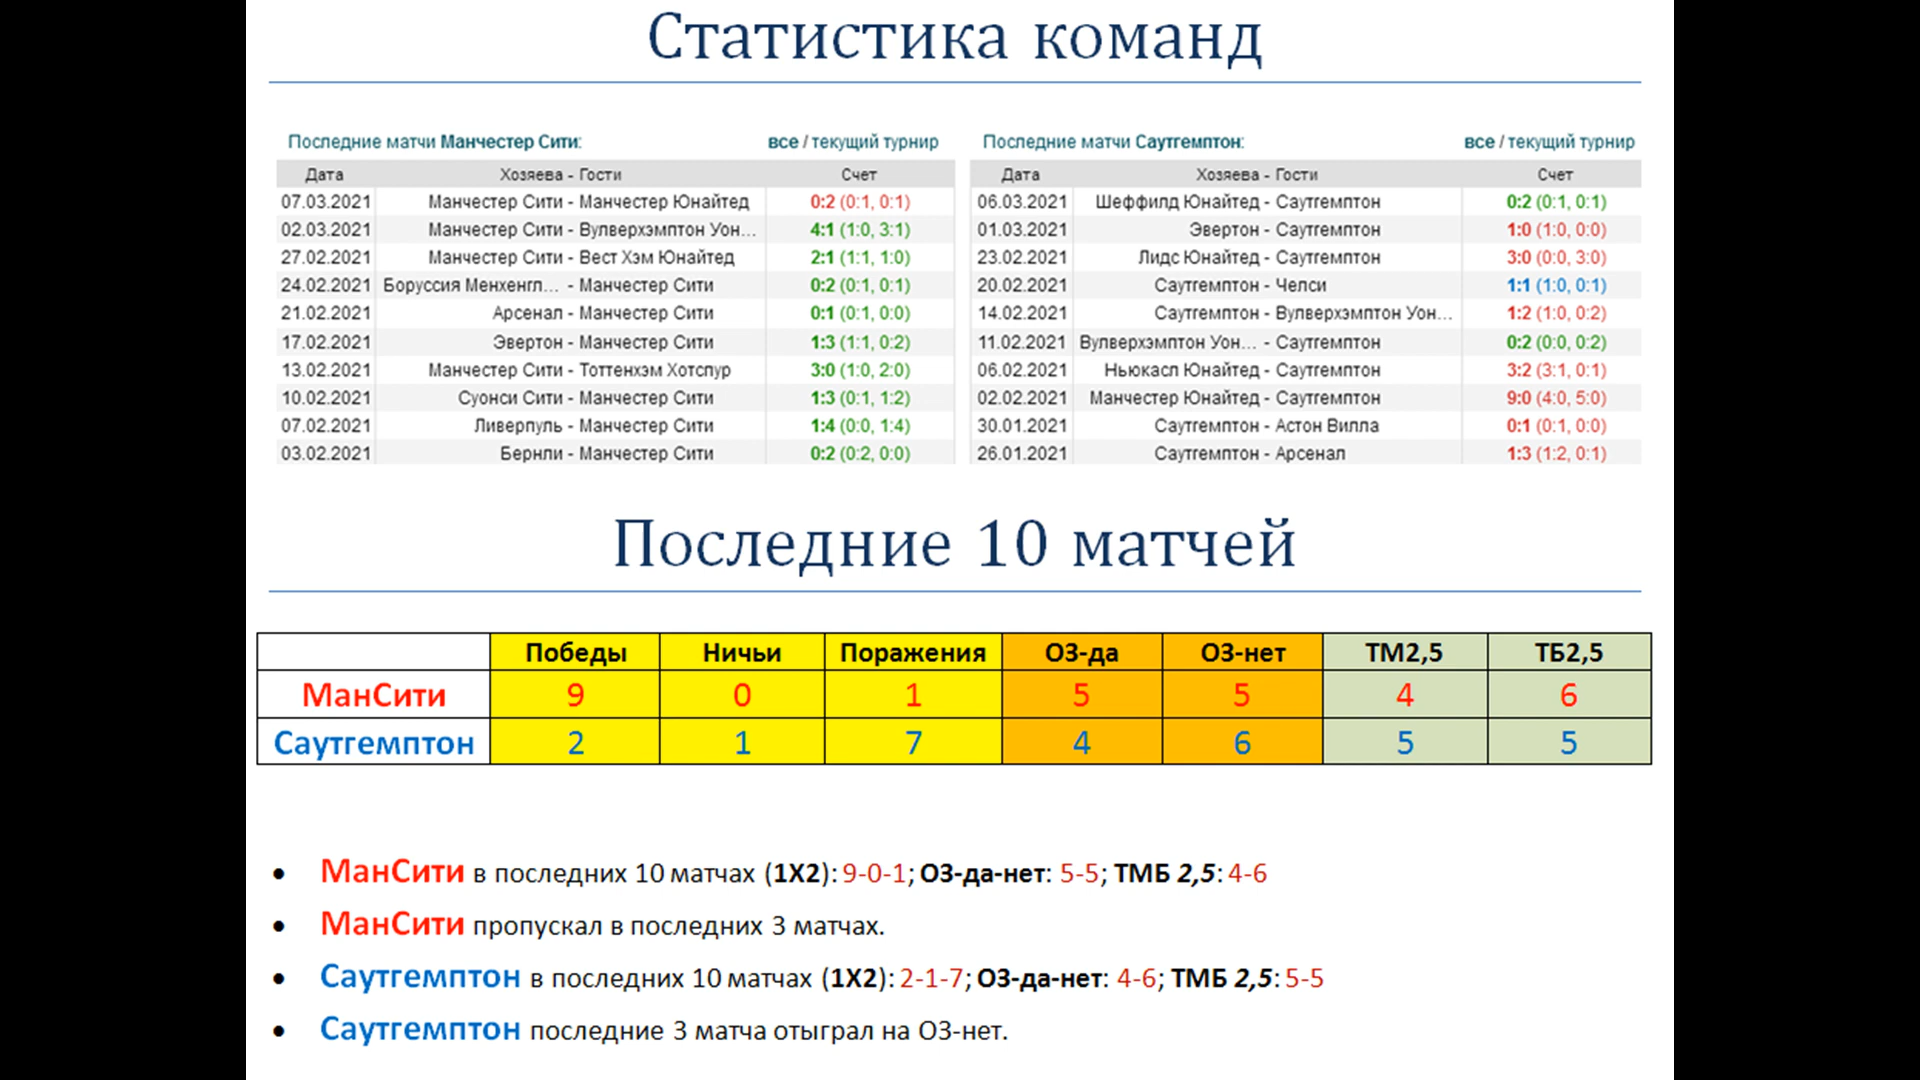 Статистика команд
Последние матчи Манчестер Сити: все / текущий турнир
Дата Хозяева - Гости Счет
07.03.2021 Манчестер Сити - Манчестер Юнайтед 0:2 (0:1, 0:1)
02.03.2021 Манчестер Сити - Вулверхэмптон Уон... 4:1 (1:0, 3:1)
27.02.2021 Манчестер Сити - Вест Хэм Юнайтед 2:1 (1:1, 1:0)
24.02.2021 Боруссия Менхенгл... - Манчестер Сити 0:2 (0:1, 0:1)
21.02.2021 Арсенал - Манчестер Сити 0:1 (0:1, 0:0)
17.02.2021 Эвертон - Манчестер Сити 1:3 (1:1, 0:2)
13.02.2021 Манчестер Сити - Тоттенхэм Хотспур 3:0 (1:0, 2:0)
10.02.2021 Суонси Сити - Манчестер Сити 1:3 (0:1, 1:2)
07.02.2021 Ливерпуль - Манчестер Сити 1:4 (0:0, 1:4)
03.02.2021 Бернли - Манчестер Сити 0:2 (0:2, 0:0)
Последние матчи Саутгемптон: все / текущий турнир
Дата Хозяева - Гости Счет
06.03.2021 Шеффилд Юнайтед - Саутгемптон 0:2 (0:1, 0:1)
01.03.2021 Эвертон - Саутгемптон 1:0 (1:0, 0:0)
23.02.2021 Лидс Юнайтед - Саутгемптон 3:0 (0:0, 3:0)
20.02.2021 Саутгемптон - Челси 1:1 (1:0, 0:1)
14.02.2021 Саутгемптон - Вулверхэмптон Уон... 1:2 (1:0, 0:2)
11.02.2021 Вулверхэмптон Уон... - Саутгемптон 0:2 (0:0, 0:2)
06.02.2021 Ньюкасл Юнайтед - Саутгемптон 3:2 (3:1, 0:1)
02.02.2021 Манчестер Юнайтед - Саутгемптон 9:0 (4:0, 5:0)
30.01.2021 Саутгемптон - Астон Вилла 0:1 (0:1, 0:0)
26.01.2021 Саутгемптон - Арсенал 1:3 (1:2, 0:1)
Последние 10 матчей
Победы Ничьи Поражения ОЗ-да ОЗ-нет ТМ2,5 ТБ2,5
МанСити 9 0 1 5 5 4 6
Саутгемптон 2 1 7 4 6 5 5
• МанСити в последних 10 матчах (1X2): 9-0-1; ОЗ-да-нет: 5-5; ТМБ 2,5: 4-6
• МанСити пропускал в последних 3 матчах.
• Саутгемптон в последних 10 матчах (1X2): 2-1-7; ОЗ-да-нет: 4-6; ТМБ 2,5: 5-5
• Саутгемптон последние 3 матча отыграл на ОЗ-нет.